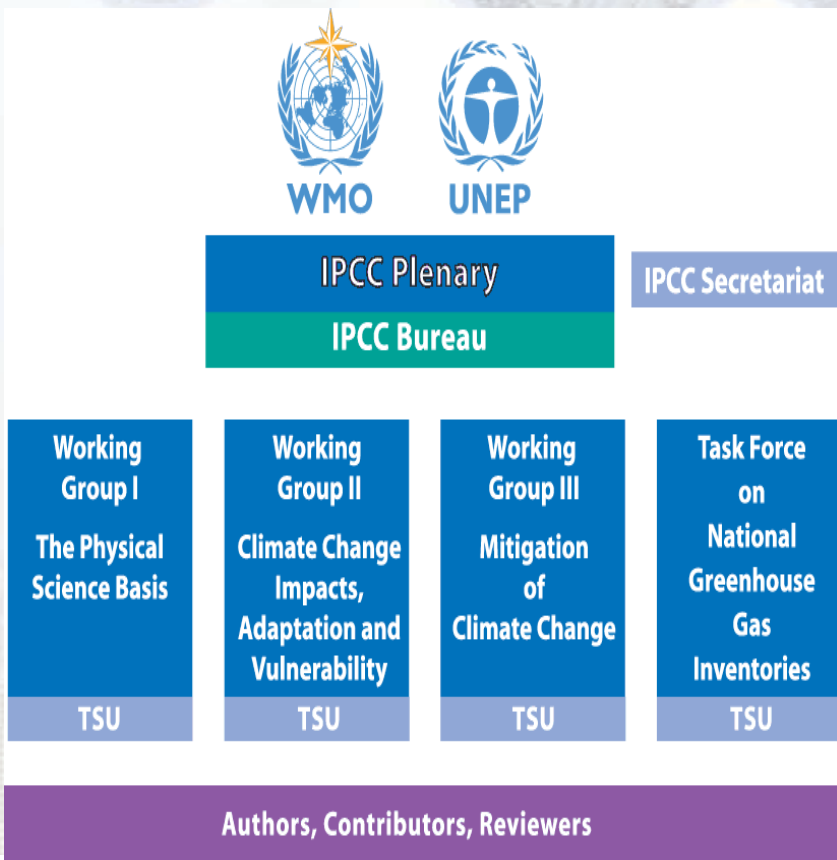 WMO
UNEP
IPCC Plenary
IPCC Bureau
IPCC Secretariat
Working
Group I
The Physical
Science Basis
TSU
Working
Group II
Climate Change
Impacts,
Adaptation and
Vulnerability
TSU
Working
Group III
Mitigation
of
Climate Change
TSU
Task Force
on
National
Greenhouse
Gas
Inventories
TSU
Authors, Contributors, Reviewers